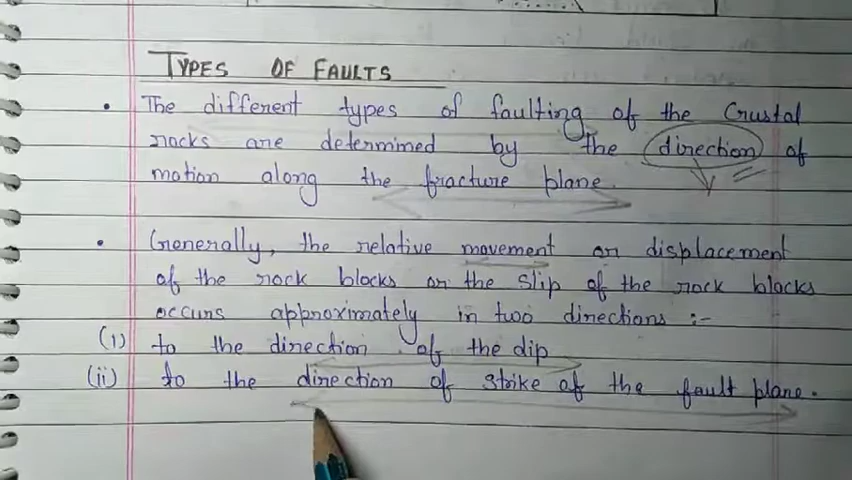 TYPES OF FAULTS
• The different types of faulting of the Crustal
rocks are determined by the direction of
motion along the fracture plane.
• Generally, the relative movement or displacement
of the rock blocks or the slip of the rock blocks
occurs approximately in two directions :-
(i) to the direction of the dip
(ii) to the direction of strike of the fault plane.